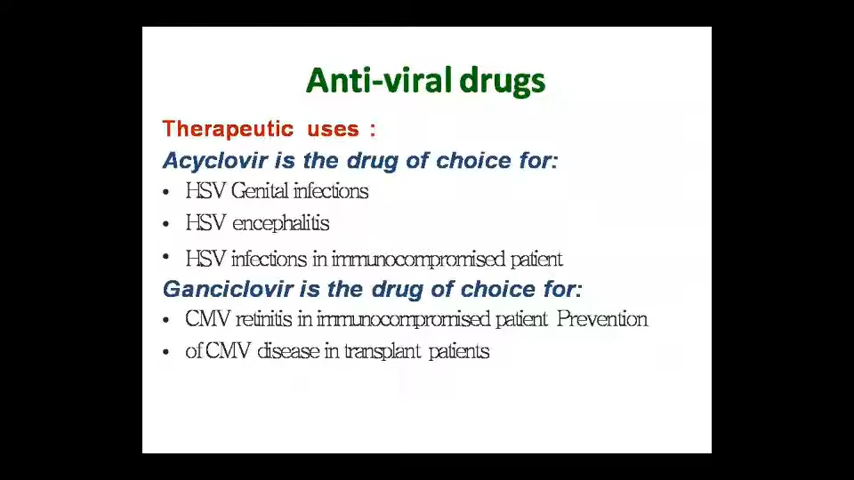 Anti-viral drugs
Therapeutic uses :
Acyclovir is the drug of choice for:
• HSV Genital infections
• HSV encephalitis
• HSV infections in immunocompromised patient
Ganciclovir is the drug of choice for:
• CMV retinitis in immunocompromised patient Prevention
• of CMV disease in transplant patients